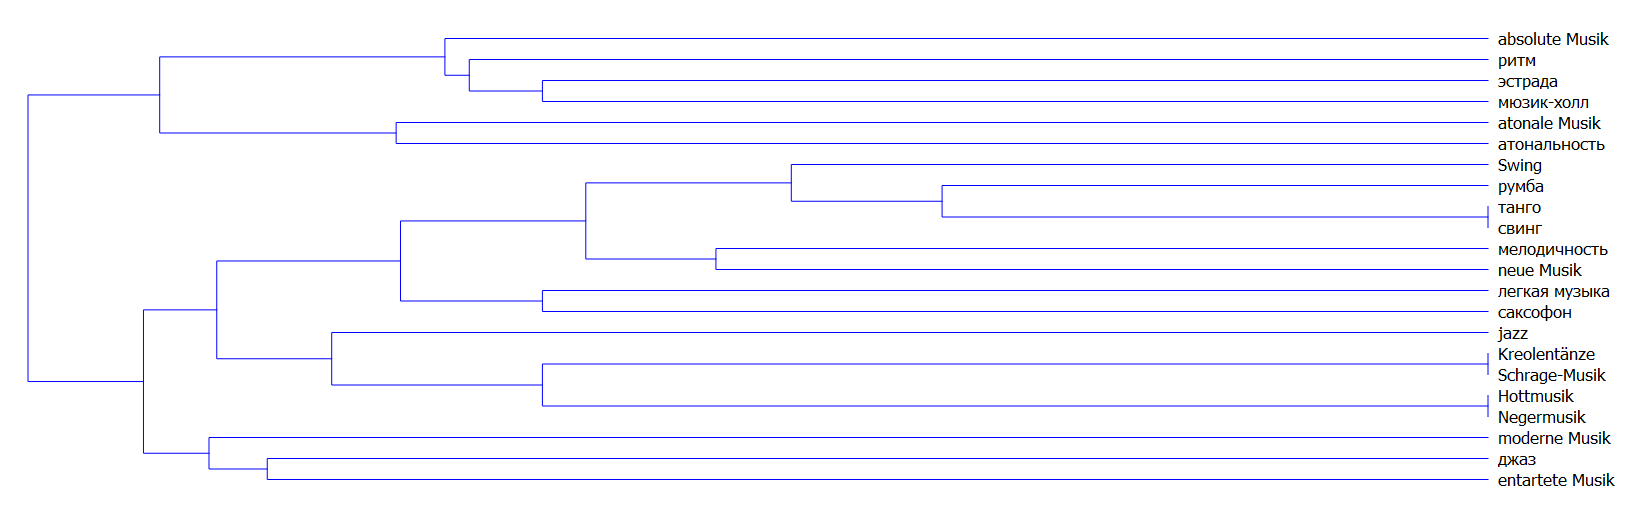 absolute Musik
ритм
эстрада
мюзик-холл
atonale Musik
атональность
Swing
румба
танго
свинг
мелодичность
neue Musik
легкая музыка
саксофон
jazz
Kreolentänze
Schrage-Musik
Hottmusik
Negermusik
moderne Musik
джаз
entartete Musik